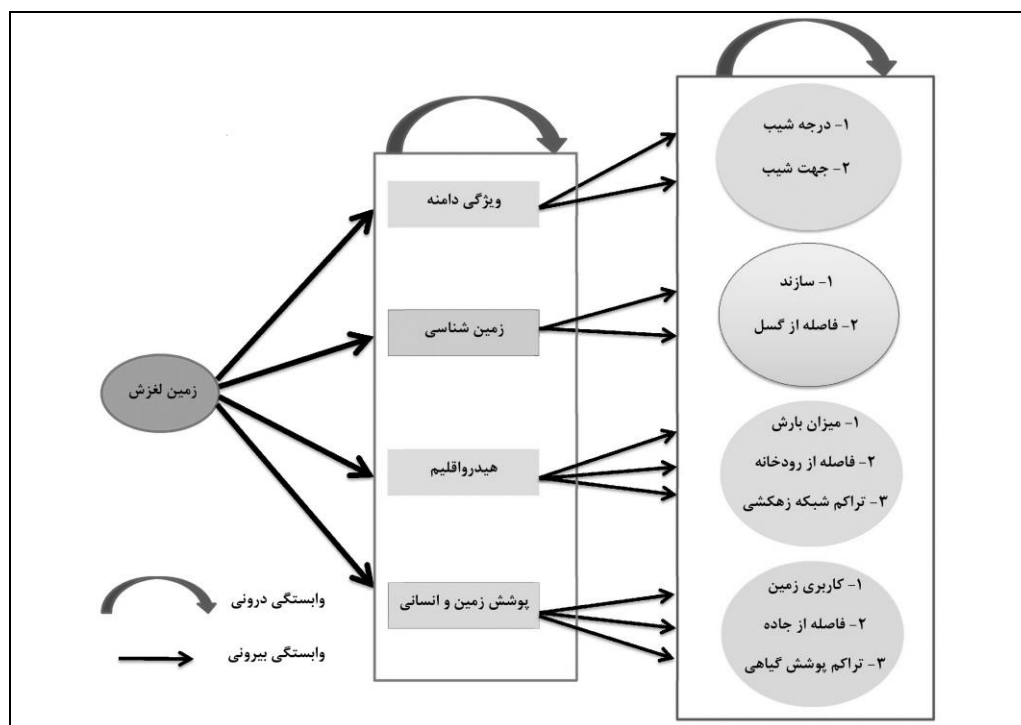 ۱- درجه شیب
۲- جهت شیب
ویژگی دامنه
۱- سازند
۲- فاصله از گسل
زمین شناسی
زمین لغزش
۱- میزان بارش
۲- فاصله از رودخانه
۳- تراکم شبکه زهکشی
هیدرواقلیم
۱- کاربری زمین
۲- فاصله از جاده
۳- تراکم پوشش گیاهی
پوشش زمین و انسانی
وابستگی درونی
وابستگی بیرونی